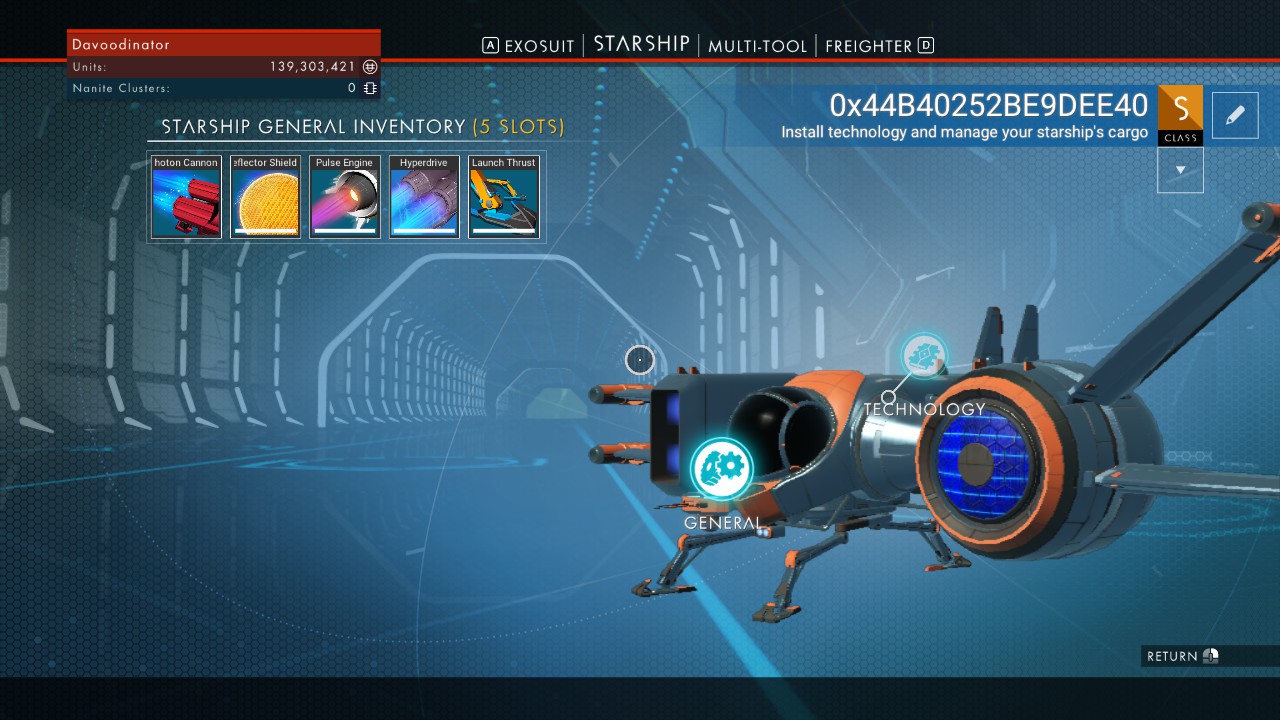 Davoodinator
Units: 139,303,421
Nanite Clusters: 0
A EXOSUIT STARSHIP MULTI-TOOL FREIGHTER D
0x44B40252BE9DEE40
Install technology and manage your starship's cargo
S
CLASS
STARSHIP GENERAL INVENTORY (5 SLOTS)
hoton Cannon eflector Shield Pulse Engine Hyperdrive Launch Thrust
TECHNOLOGY
GENERAL
RETURN